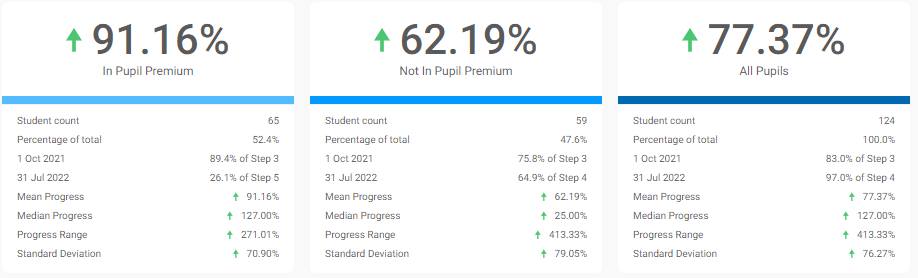 91.16%
In Pupil Premium
Student count 65
Percentage of total 52.4%
1 Oct 2021 89.4% of Step 3
31 Jul 2022 26.1% of Step 5
Mean Progress 91.16%
Median Progress 127.00%
Progress Range 271.01%
Standard Deviation 70.90%
62.19%
Not In Pupil Premium
Student count 59
Percentage of total 47.6%
1 Oct 2021 75.8% of Step 3
31 Jul 2022 64.9% of Step 4
Mean Progress 62.19%
Median Progress 25.00%
Progress Range 413.33%
Standard Deviation 79.05%
77.37%
All Pupils
Student count 124
Percentage of total 100.0%
1 Oct 2021 83.0% of Step 3
31 Jul 2022 97.0% of Step 4
Mean Progress 77.37%
Median Progress 127.00%
Progress Range 413.33%
Standard Deviation 76.27%